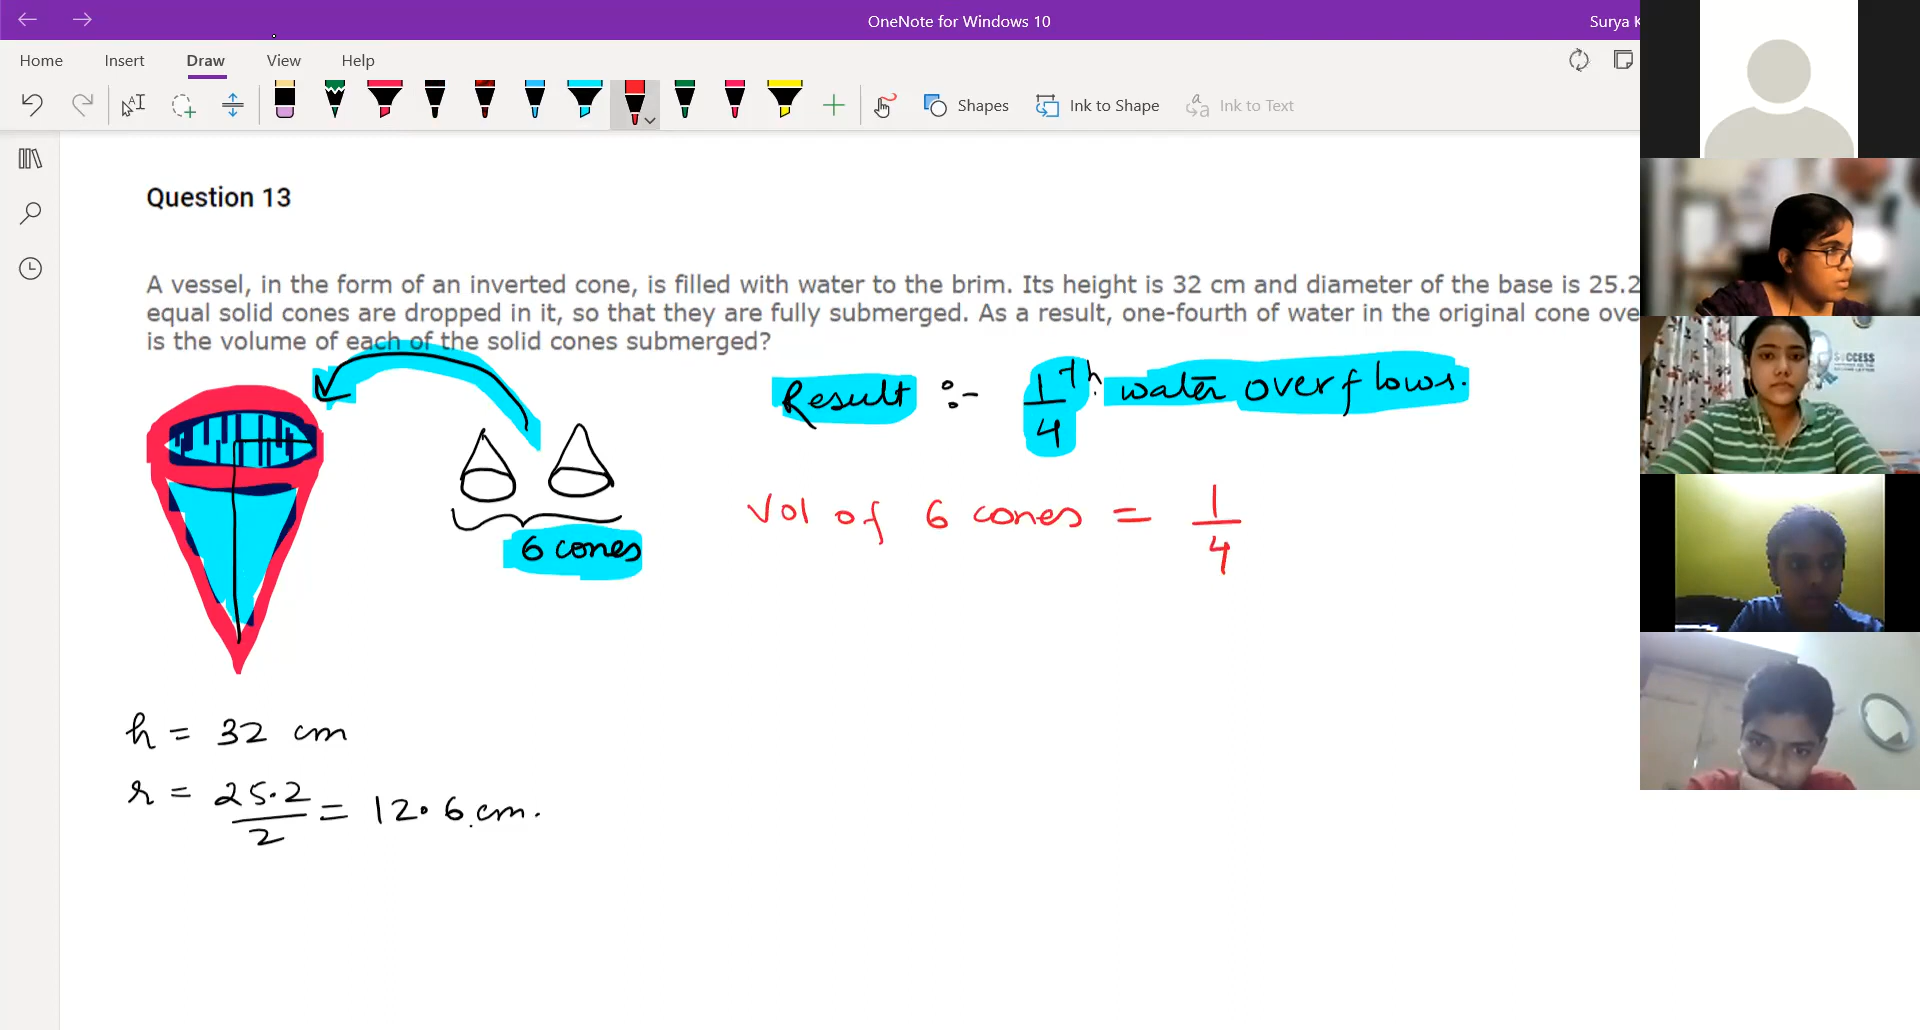 OneNote for Windows 10
Surya K
Home Insert Draw View Help
Shapes Ink to Shape Ink to Text
Question 13
A vessel, in the form of an inverted cone, is filled with water to the brim. Its height is 32 cm and diameter of the base is 25.2
equal solid cones are dropped in it, so that they are fully submerged. As a result, one-fourth of water in the original cone ove
is the volume of each of the solid cones submerged?
Result :- 1/4 th water overflows.
6 cones
Vol of 6 cones = 1/4
h = 32 cm
r = 25.2/2 = 12.6 cm.
SUCCESS